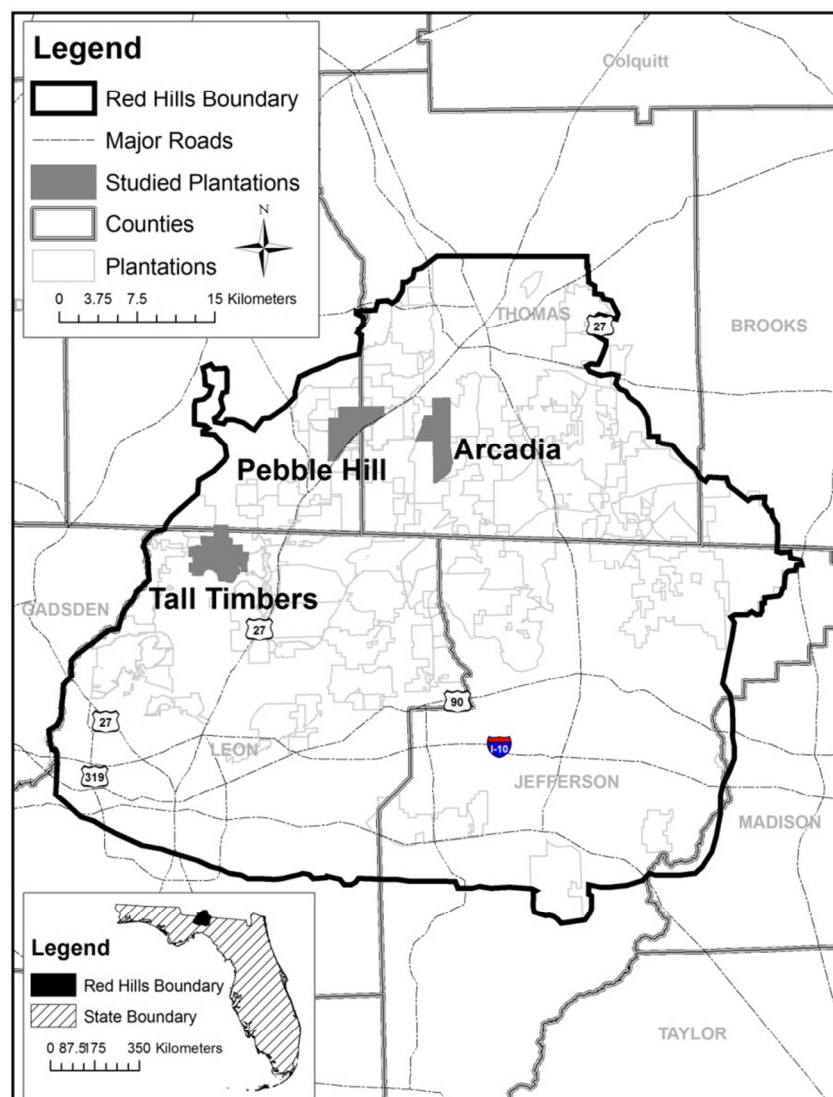 Legend
Red Hills Boundary
Major Roads
Studied Plantations
Counties
Plantations
N
0 3.75 7.5 15 Kilometers
Colquitt
THOMAS
27
BROOKS
Pebble Hill
Arcadia
Tall Timbers
GADSDEN
27
90
27
LEON
I-10
319
JEFFERSON
MADISON
Legend
Red Hills Boundary
State Boundary
0 87.5175 350 Kilometers
TAYLOR